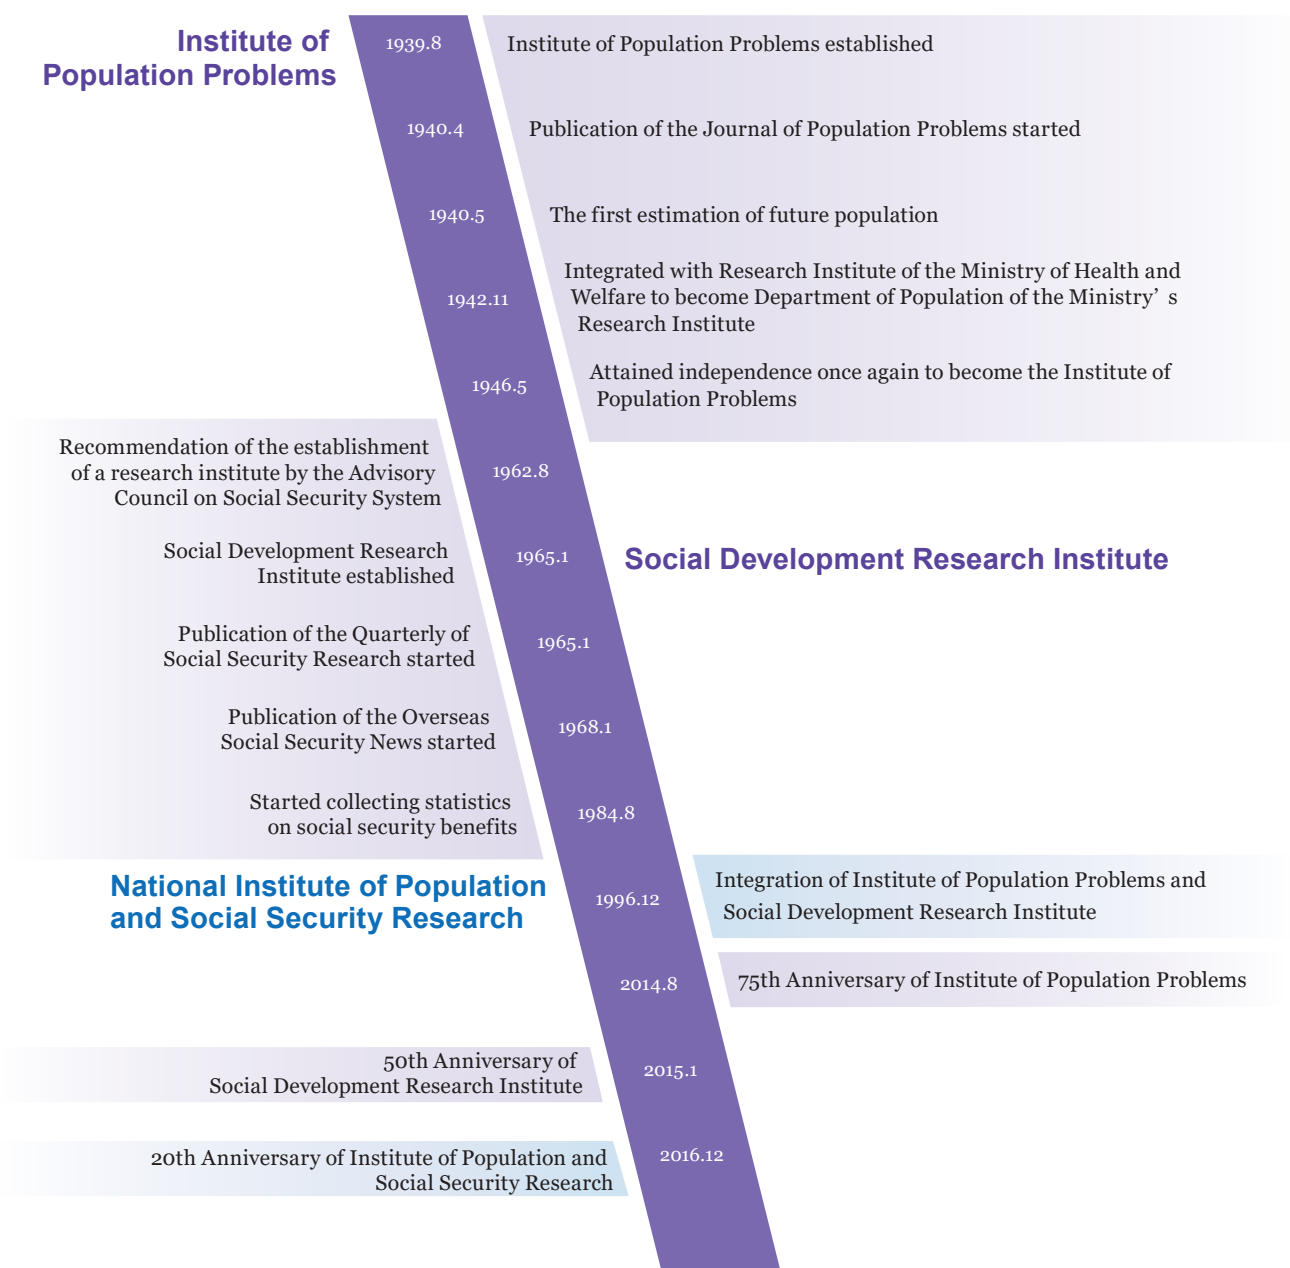 Institute of
Population Problems
1939.8
Institute of Population Problems established
1940.4
Publication of the Journal of Population Problems started
1940.5
The first estimation of future population
1942.11
Integrated with Research Institute of the Ministry of Health and
Welfare to become Department of Population of the Ministry’ s
Research Institute
1946.5
Attained independence once again to become the Institute of
Population Problems
Recommendation of the establishment
of a research institute by the Advisory
Council on Social Security System
1962.8
Social Development Research
Institute established
1965.1
Social Development Research Institute
Publication of the Quarterly of
Social Security Research started
1965.1
Publication of the Overseas
Social Security News started
1968.1
Started collecting statistics
on social security benefits
1984.8
National Institute of Population
and Social Security Research
1996.12
Integration of Institute of Population Problems and
Social Development Research Institute
2014.8
75th Anniversary of Institute of Population Problems
50th Anniversary of
Social Development Research Institute
2015.1
20th Anniversary of Institute of Population and
Social Security Research
2016.12